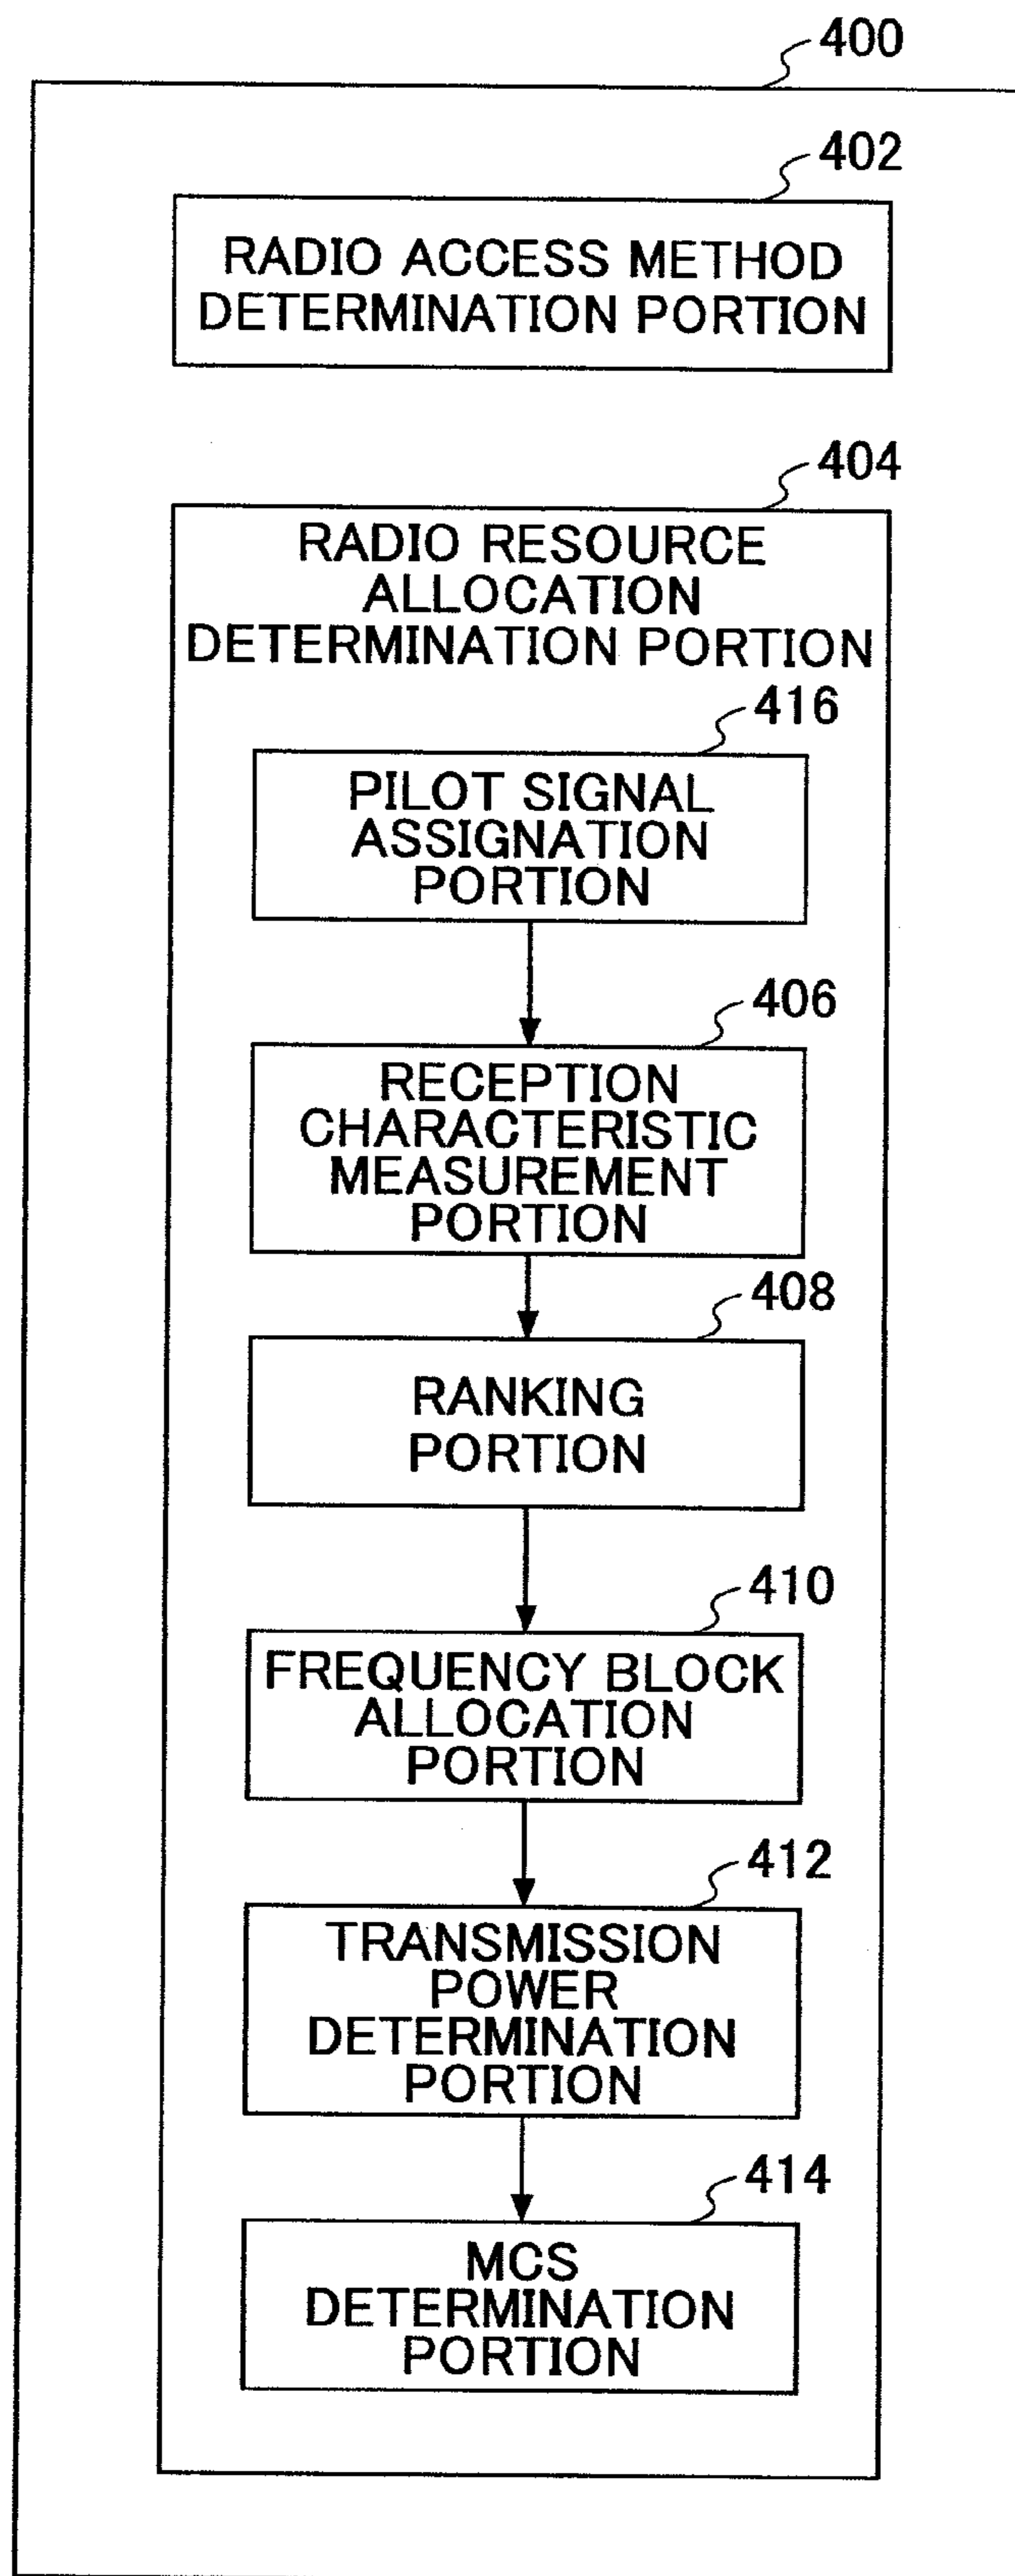 400
402
RADIO ACCESS METHOD
DETERMINATION PORTION
404
RADIO RESOURCE
ALLOCATION
DETERMINATION PORTION
416
PILOT SIGNAL
ASSIGNATION
PORTION
406
RECEPTION
CHARACTERISTIC
MEASUREMENT
PORTION
408
RANKING
PORTION
410
FREQUENCY BLOCK
ALLOCATION
PORTION
412
TRANSMISSION
POWER
DETERMINATION
PORTION
414
MCS
DETERMINATION
PORTION